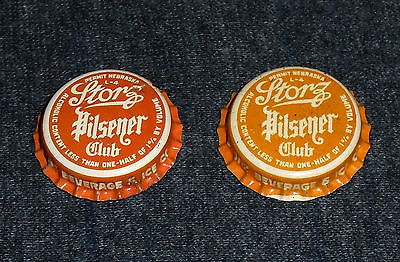 PERMIT NEBRASKA
L-4
Storz
Pilsener
Club
ALCOHOLIC CONTENT LESS THAN ONE-HALF OF 1% BY VOLUME
BEVERAGE & ICE
PERMIT NEBRASKA
L-4
Storz
Pilsener
Club
ALCOHOLIC CONTENT LESS THAN ONE-HALF OF 1% BY VOLUME
BEVERAGE & ICE